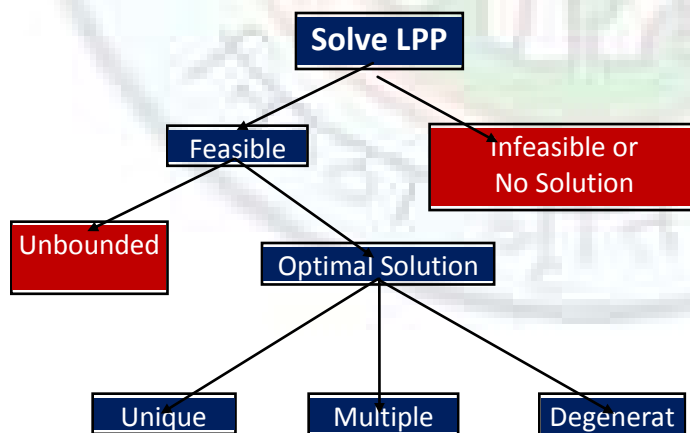 Solve LPP
Feasible
Infeasible or
No Solution
Unbounded
Optimal Solution
Unique
Multiple
Degenerat